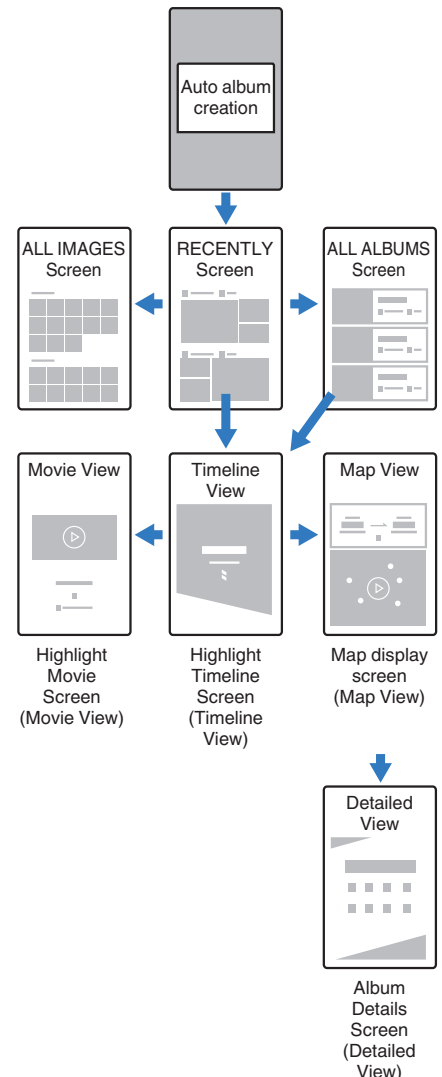 Auto album
creation
ALL IMAGES
Screen
RECENTLY
Screen
ALL ALBUMS
Screen
Movie View
Timeline
View
Map View
Highlight
Movie
Screen
(Movie View)
Highlight
Timeline
Screen
(Timeline
View)
Map display
screen
(Map View)
Detailed
View
Album
Details
Screen
(Detailed
View)